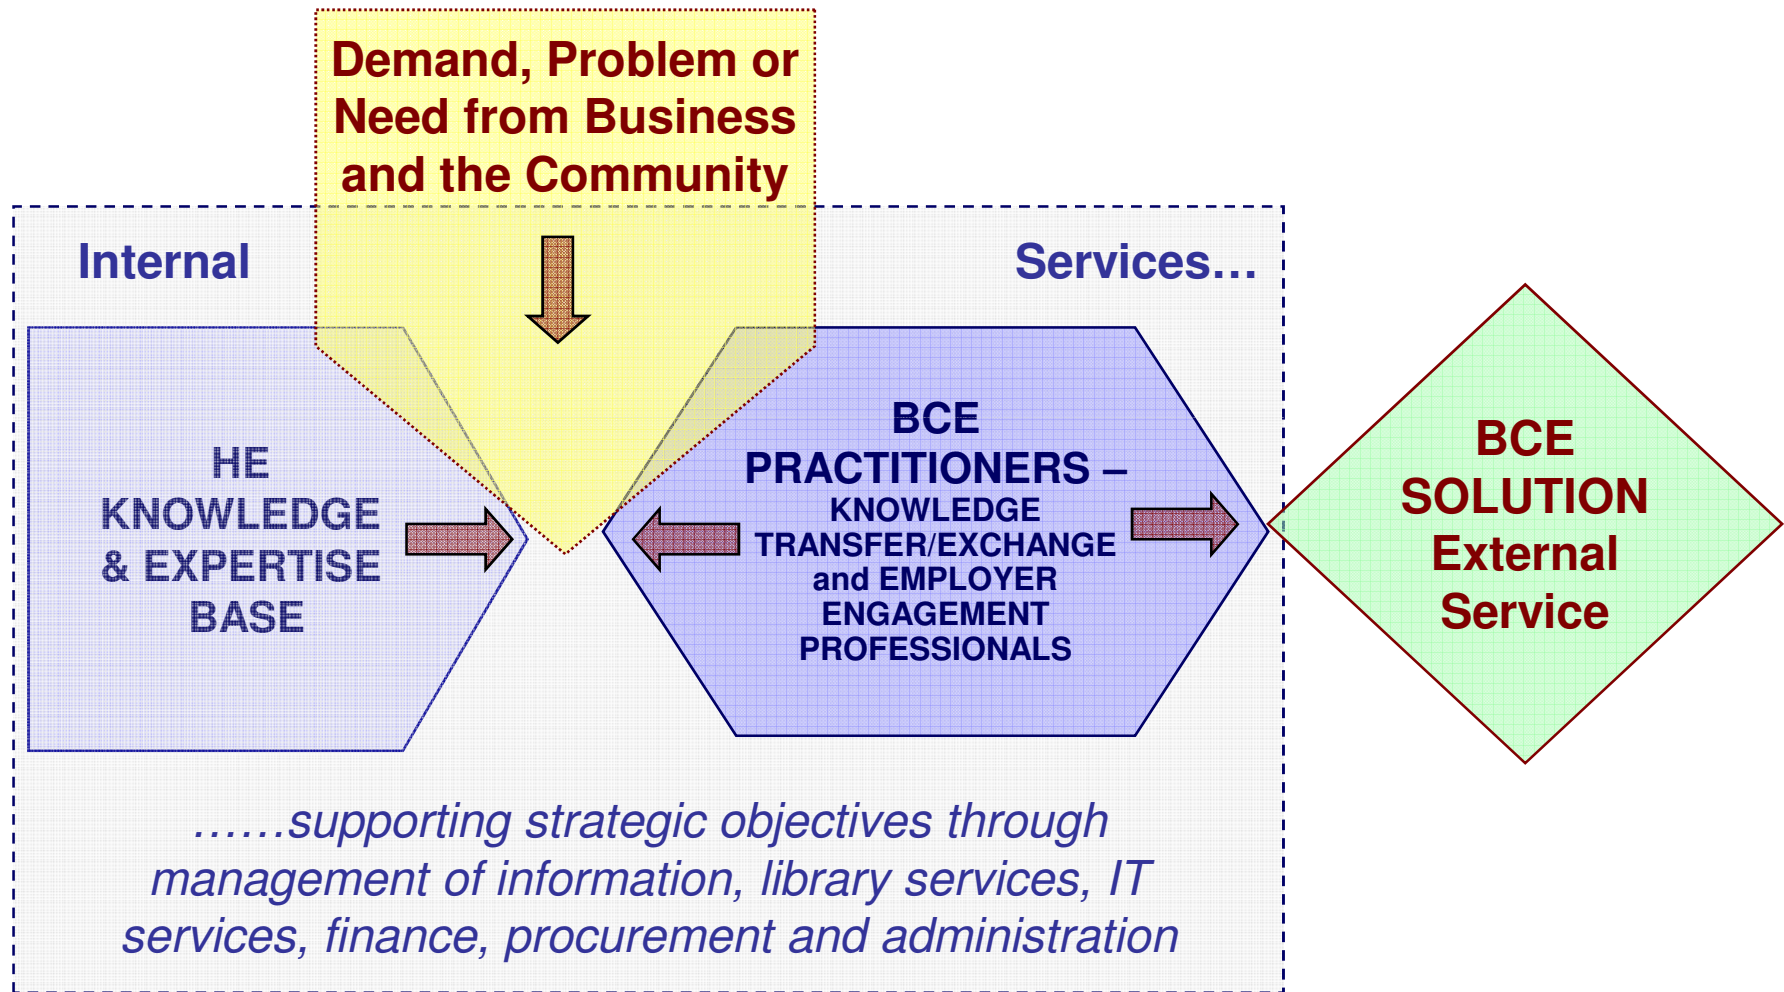 Demand, Problem or
Need from Business
and the Community
Internal
Services…
HE
KNOWLEDGE
& EXPERTISE
BASE
BCE
PRACTITIONERS –
KNOWLEDGE
TRANSFER/EXCHANGE
and EMPLOYER
ENGAGEMENT
PROFESSIONALS
BCE
SOLUTION
External
Service
……supporting strategic objectives through
management of information, library services, IT
services, finance, procurement and administration